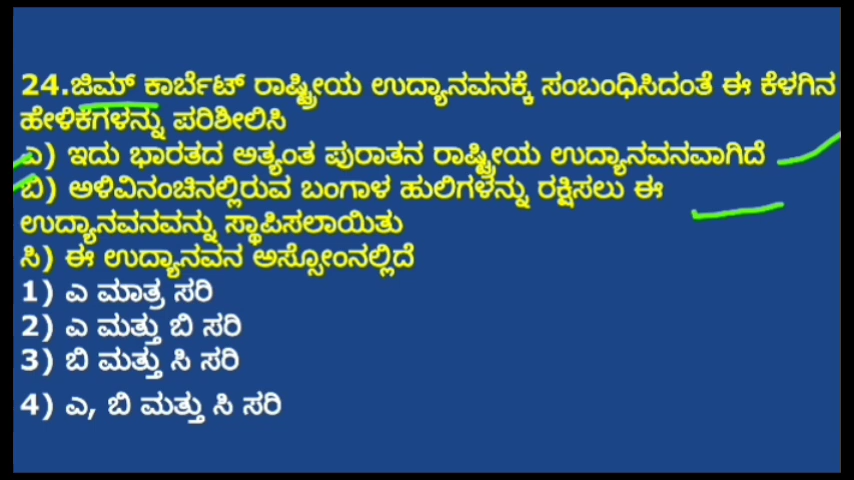 24.ಜಿಮ್ ಕಾರ್ಬೆಟ್ ರಾಷ್ಟ್ರೀಯ ಉದ್ಯಾನವನಕ್ಕೆ ಸಂಬಂಧಿಸಿದಂತೆ ಈ ಕೆಳಗಿನ
ಹೇಳಿಕೆಗಳನ್ನು ಪರಿಶೀಲಿಸಿ
ಎ) ಇದು ಭಾರತದ ಅತ್ಯಂತ ಪುರಾತನ ರಾಷ್ಟ್ರೀಯ ಉದ್ಯಾನವನವಾಗಿದೆ
ಬಿ) ಅಳಿವಿನಂಚಿನಲ್ಲಿರುವ ಬಂಗಾಳ ಹುಲಿಗಳನ್ನು ರಕ್ಷಿಸಲು ಈ
ಉದ್ಯಾನವನವನ್ನು ಸ್ಥಾಪಿಸಲಾಯಿತು
ಸಿ) ಈ ಉದ್ಯಾನವನ ಅಸ್ಸೋಂನಲ್ಲಿದೆ
1) ಎ ಮಾತ್ರ ಸರಿ
2) ಎ ಮತ್ತು ಬಿ ಸರಿ
3) ಬಿ ಮತ್ತು ಸಿ ಸರಿ
4) ಎ, ಬಿ ಮತ್ತು ಸಿ ಸರಿ